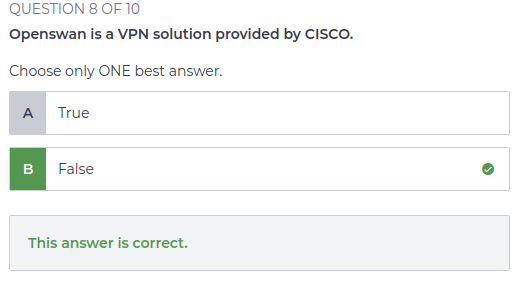 QUESTION 8 OF 10
Openswan is a VPN solution provided by CISCO.
Choose only ONE best answer.
A True
B False
This answer is correct.